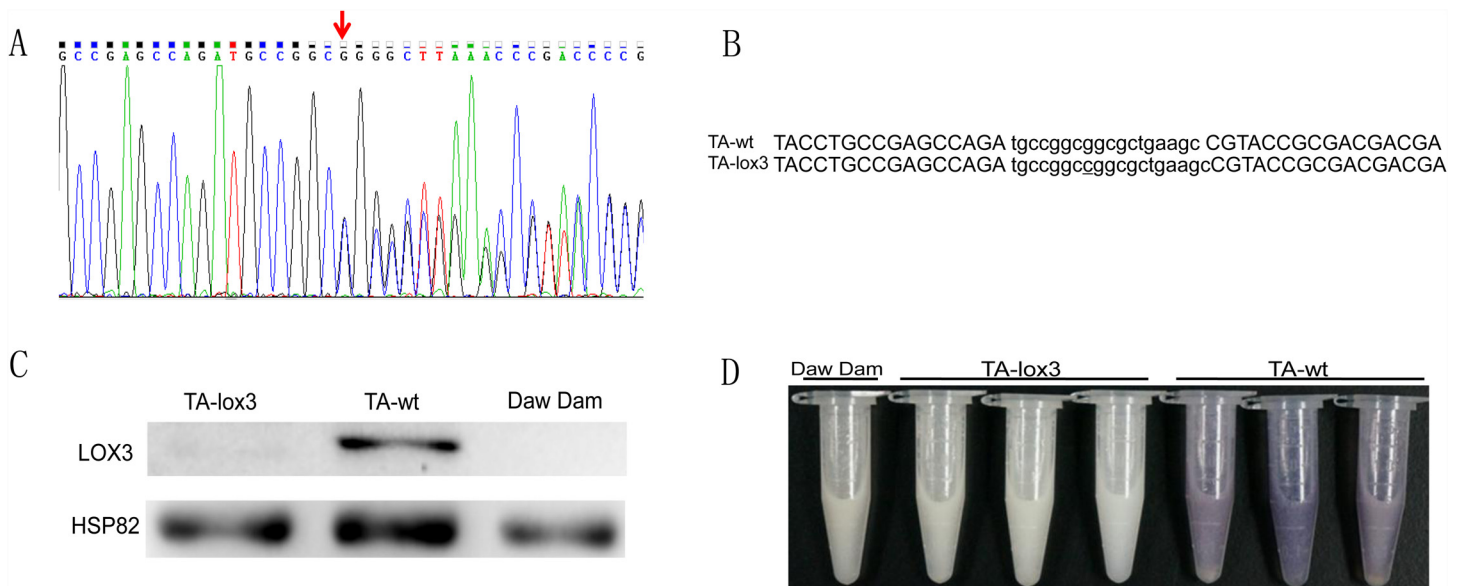 A
GCCGAGCCAGATGCCGGCGGGGCTTAAACCCGACCCCG
B
TA-wt TACCTGCCGAGCCAGA tgccggcggcgctgaagc CGTACCGCGACGACGA
TA-lox3 TACCTGCCGAGCCAGA tgccggccggcgctgaagcCGTACCGCGACGACGA
C
TA-lox3 TA-wt Daw Dam
LOX3
HSP82
D
Daw Dam TA-lox3 TA-wt